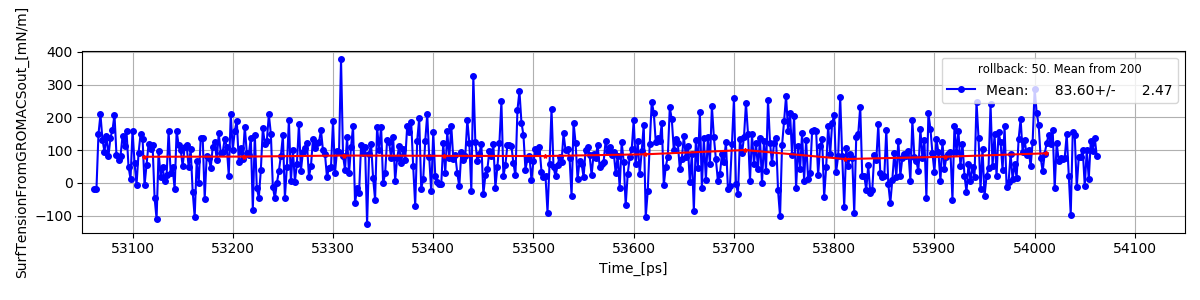 SurfTensionFromGROMACSout_[mN/m]
400
300
200
100
0
−100
rollback: 50. Mean from 200
Mean: 83.60+/- 2.47
53100 53200 53300 53400 53500 53600 53700 53800 53900 54000 54100
Time_[ps]